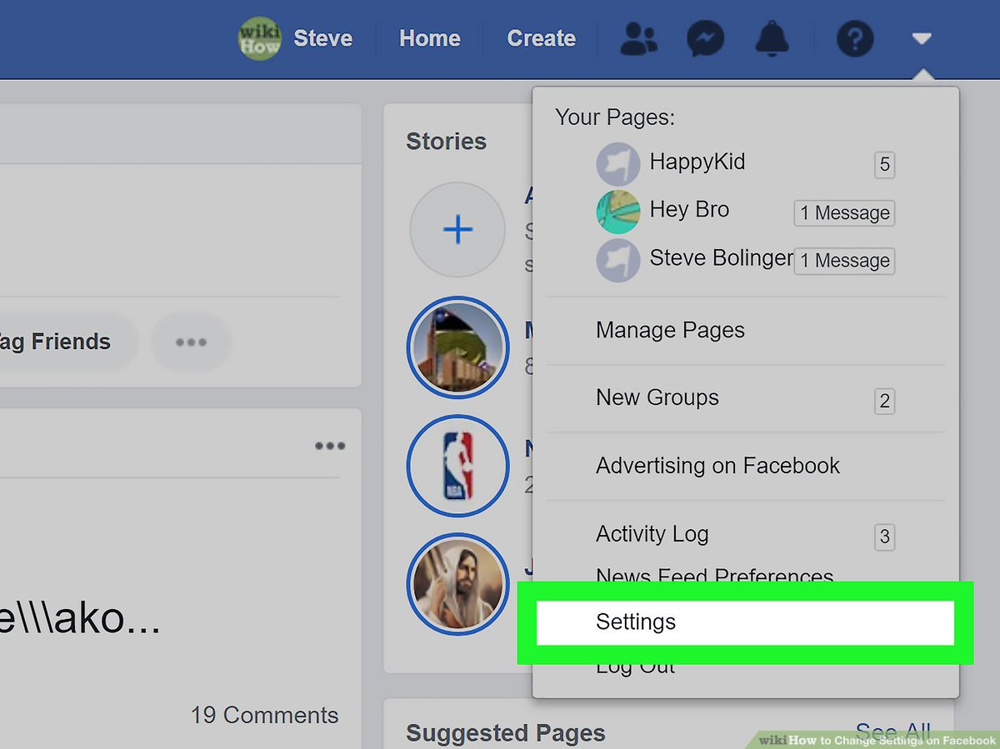 wiki
How
Steve
Home
Create
Your Pages:
HappyKid
5
Hey Bro
1 Message
Steve Bolinger
1 Message
Manage Pages
New Groups
2
Advertising on Facebook
Activity Log
3
News Feed Preferences
Settings
Log Out
Stories
NBA
Tag Friends
e\\\ako...
19 Comments
Suggested Pages
See All
wikiHow to Change Settings on Facebook